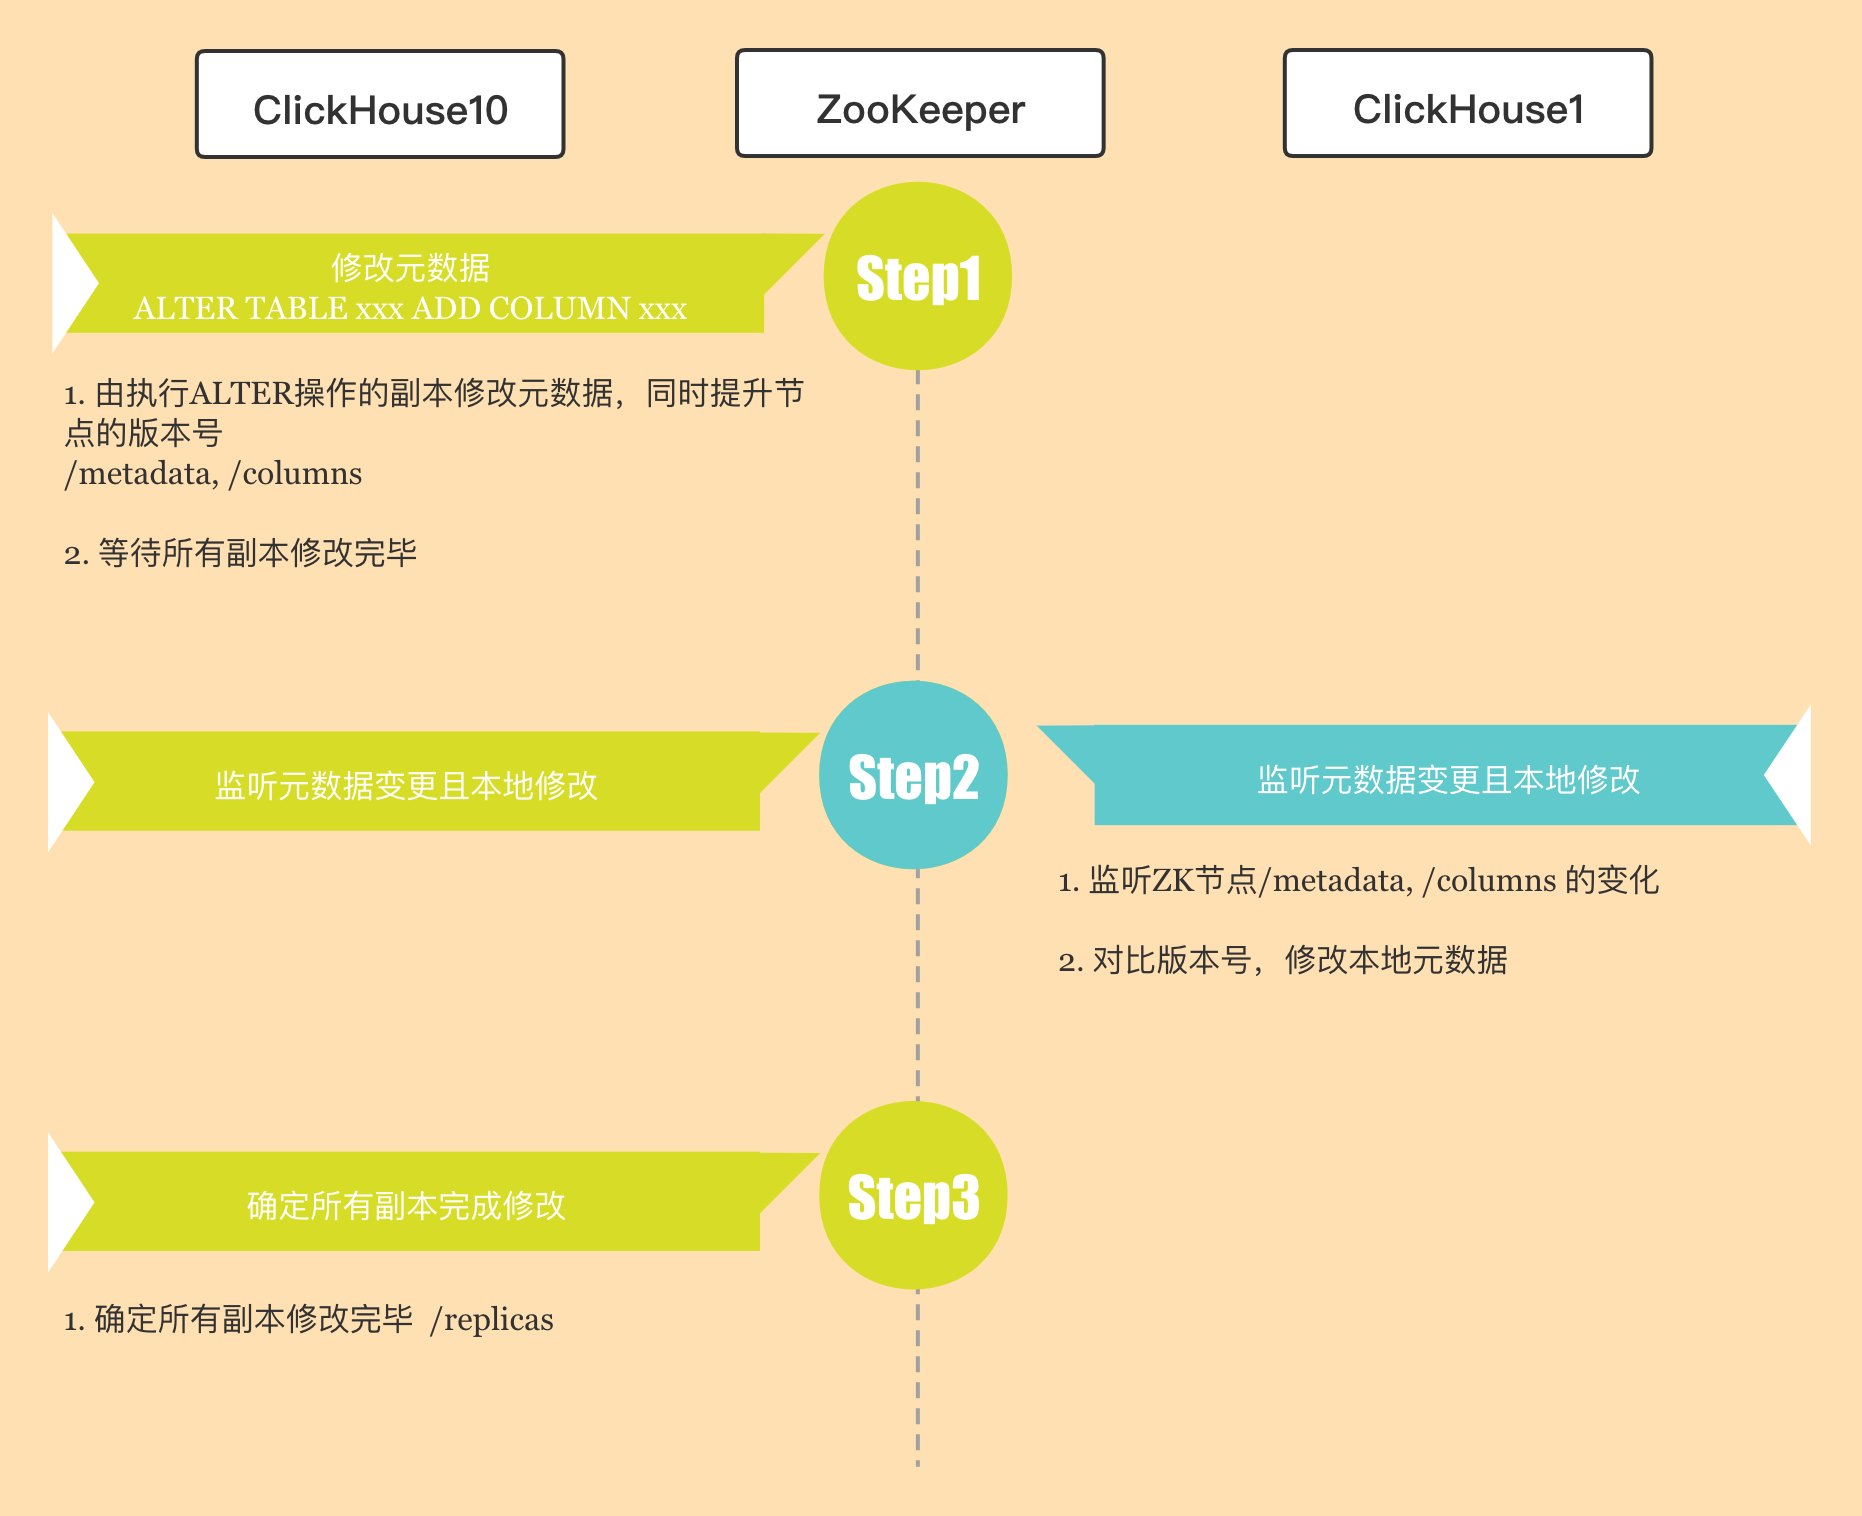 ClickHouse10
ZooKeeper
ClickHouse1
Step1
修改元数据
ALTER TABLE xxx ADD COLUMN xxx
1. 由执行ALTER操作的副本修改元数据，同时提升节
点的版本号
/metadata, /columns
2. 等待所有副本修改完毕
监听元数据变更且本地修改
Step2
监听元数据变更且本地修改
1. 监听ZK节点/metadata, /columns 的变化
2. 对比版本号，修改本地元数据
确定所有副本完成修改
Step3
1. 确定所有副本修改完毕 /replicas